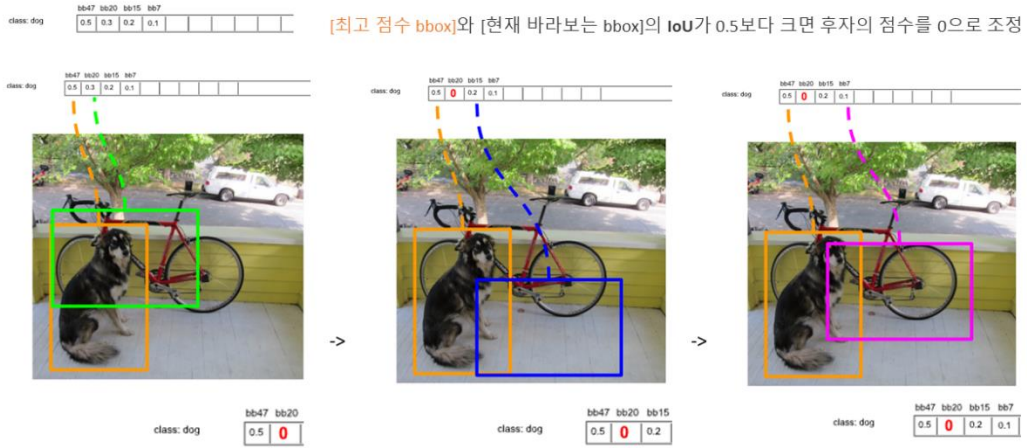 bb47 bb20 bb15 bb7
class: dog 0.5 0.3 0.2 0.1
[최고 점수 bbox]와 [현재 바라보는 bbox]의 IoU가 0.5보다 크면 후자의 점수를 0으로 조정
bb47 bb20 bb15 bb7
class: dog 0.5 0.3 0.2 0.1
bb47 bb20 bb15 bb7
class: dog 0.5 0 0.2 0.1
bb47 bb20 bb15 bb7
class: dog 0.5 0 0.2 0.1
->
->
bb47 bb20
class: dog 0.5 0
bb47 bb20 bb15
class: dog 0.5 0 0.2
bb47 bb20 bb15 bb7
class: dog 0.5 0 0.2 0.1